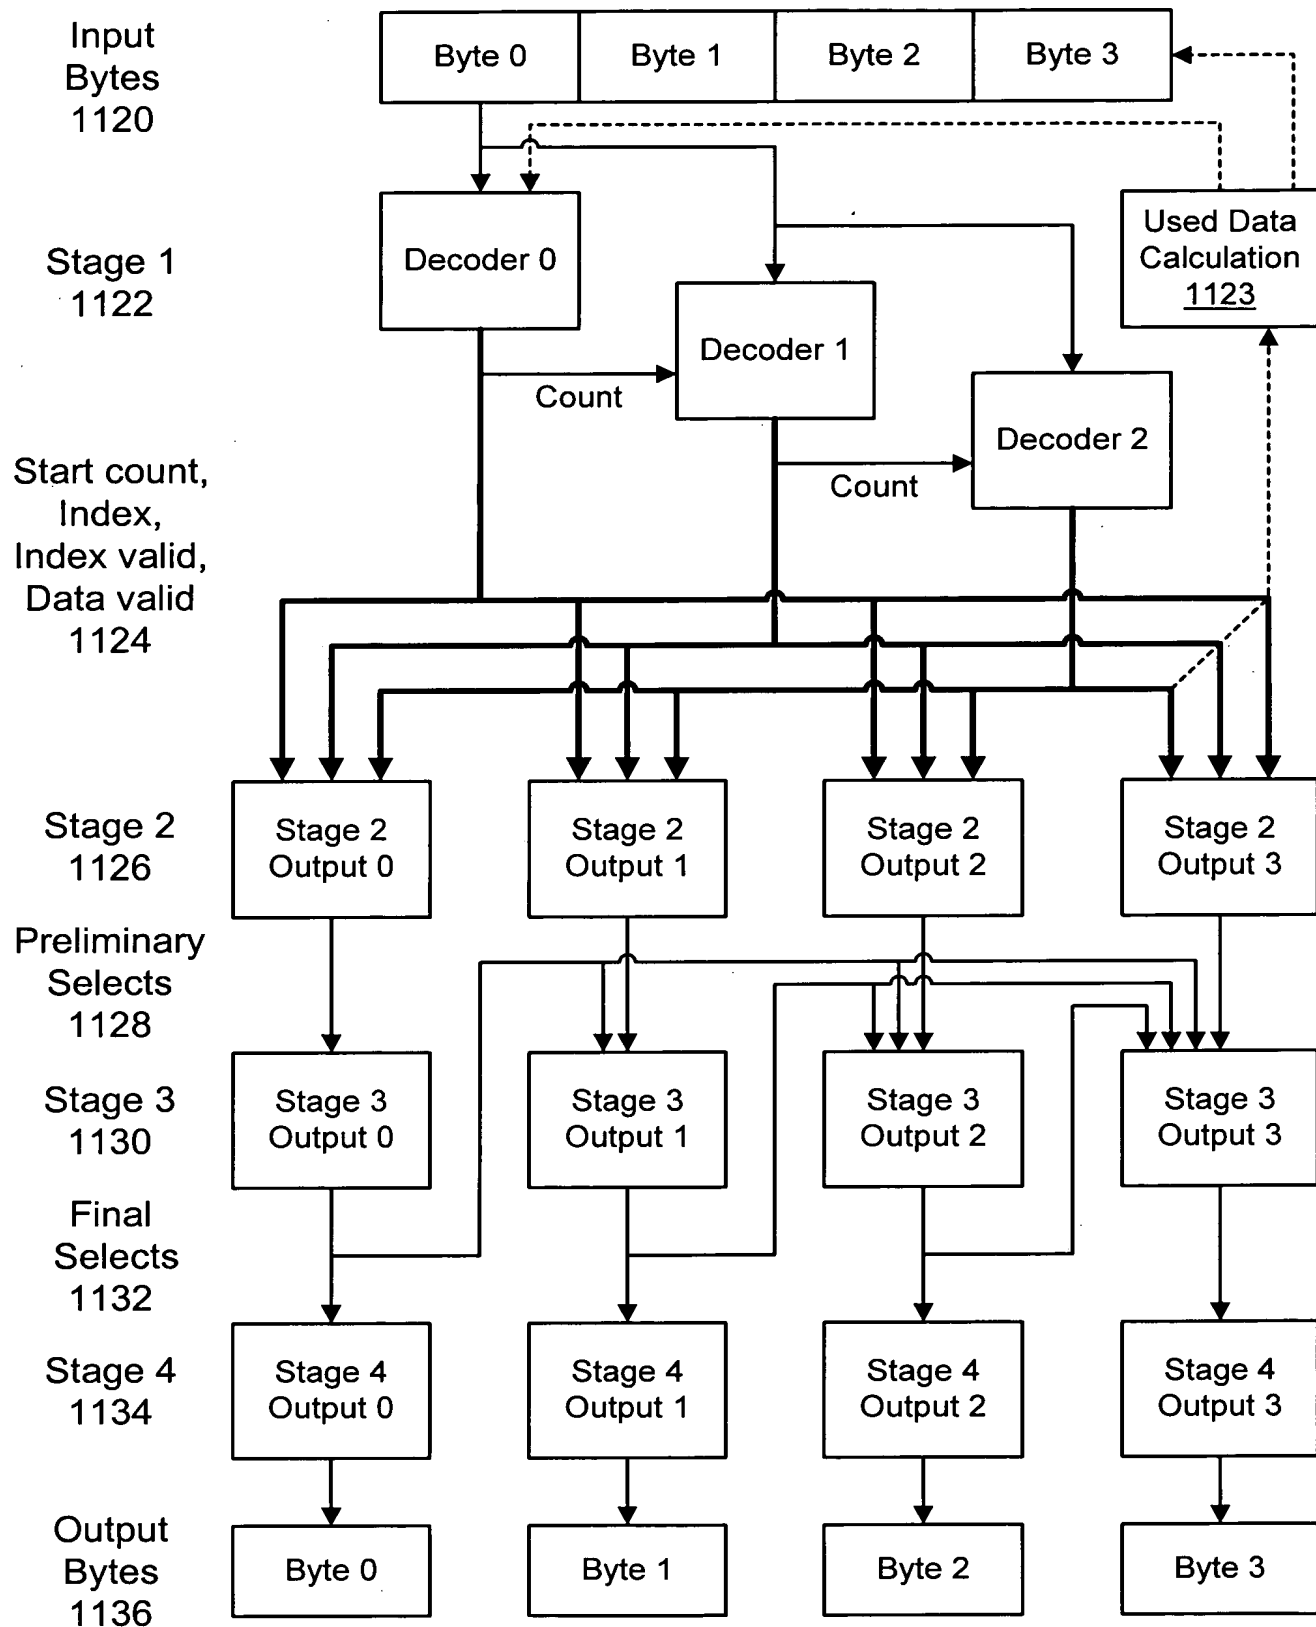 Input
Bytes
1120
Byte 0
Byte 1
Byte 2
Byte 3
Stage 1
1122
Decoder 0
Used Data
Calculation
1123
Decoder 1
Count
Decoder 2
Count
Start count,
Index,
Index valid,
Data valid
1124
Stage 2
1126
Stage 2
Output 0
Stage 2
Output 1
Stage 2
Output 2
Stage 2
Output 3
Preliminary
Selects
1128
Stage 3
1130
Stage 3
Output 0
Stage 3
Output 1
Stage 3
Output 2
Stage 3
Output 3
Final
Selects
1132
Stage 4
1134
Stage 4
Output 0
Stage 4
Output 1
Stage 4
Output 2
Stage 4
Output 3
Output
Bytes
1136
Byte 0
Byte 1
Byte 2
Byte 3